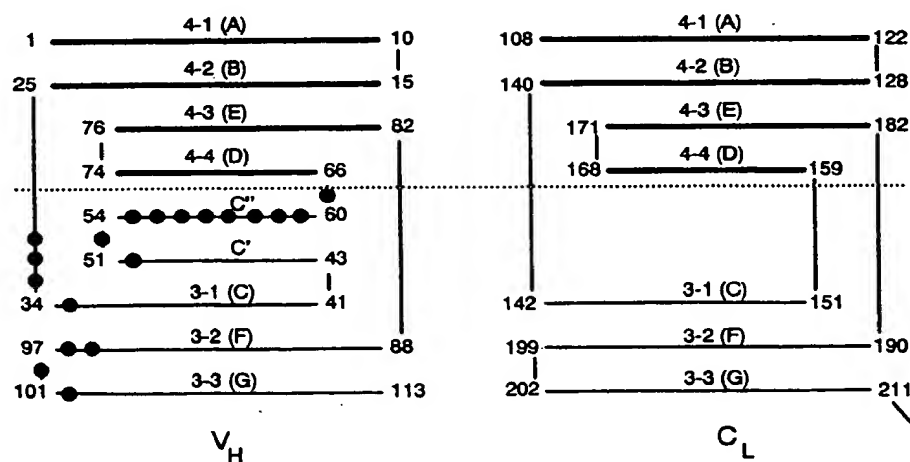 4-1 (A)
1 10
4-2 (B)
25 15
4-3 (E)
76 82
4-4 (D)
74 66
C"
54 60
C'
51 43
3-1 (C)
34 41
3-2 (F)
97 88
3-3 (G)
101 113
VH
4-1 (A)
108 122
4-2 (B)
140 128
4-3 (E)
171 182
4-4 (D)
168 159
3-1 (C)
142 151
3-2 (F)
199 190
3-3 (G)
202 211
CL